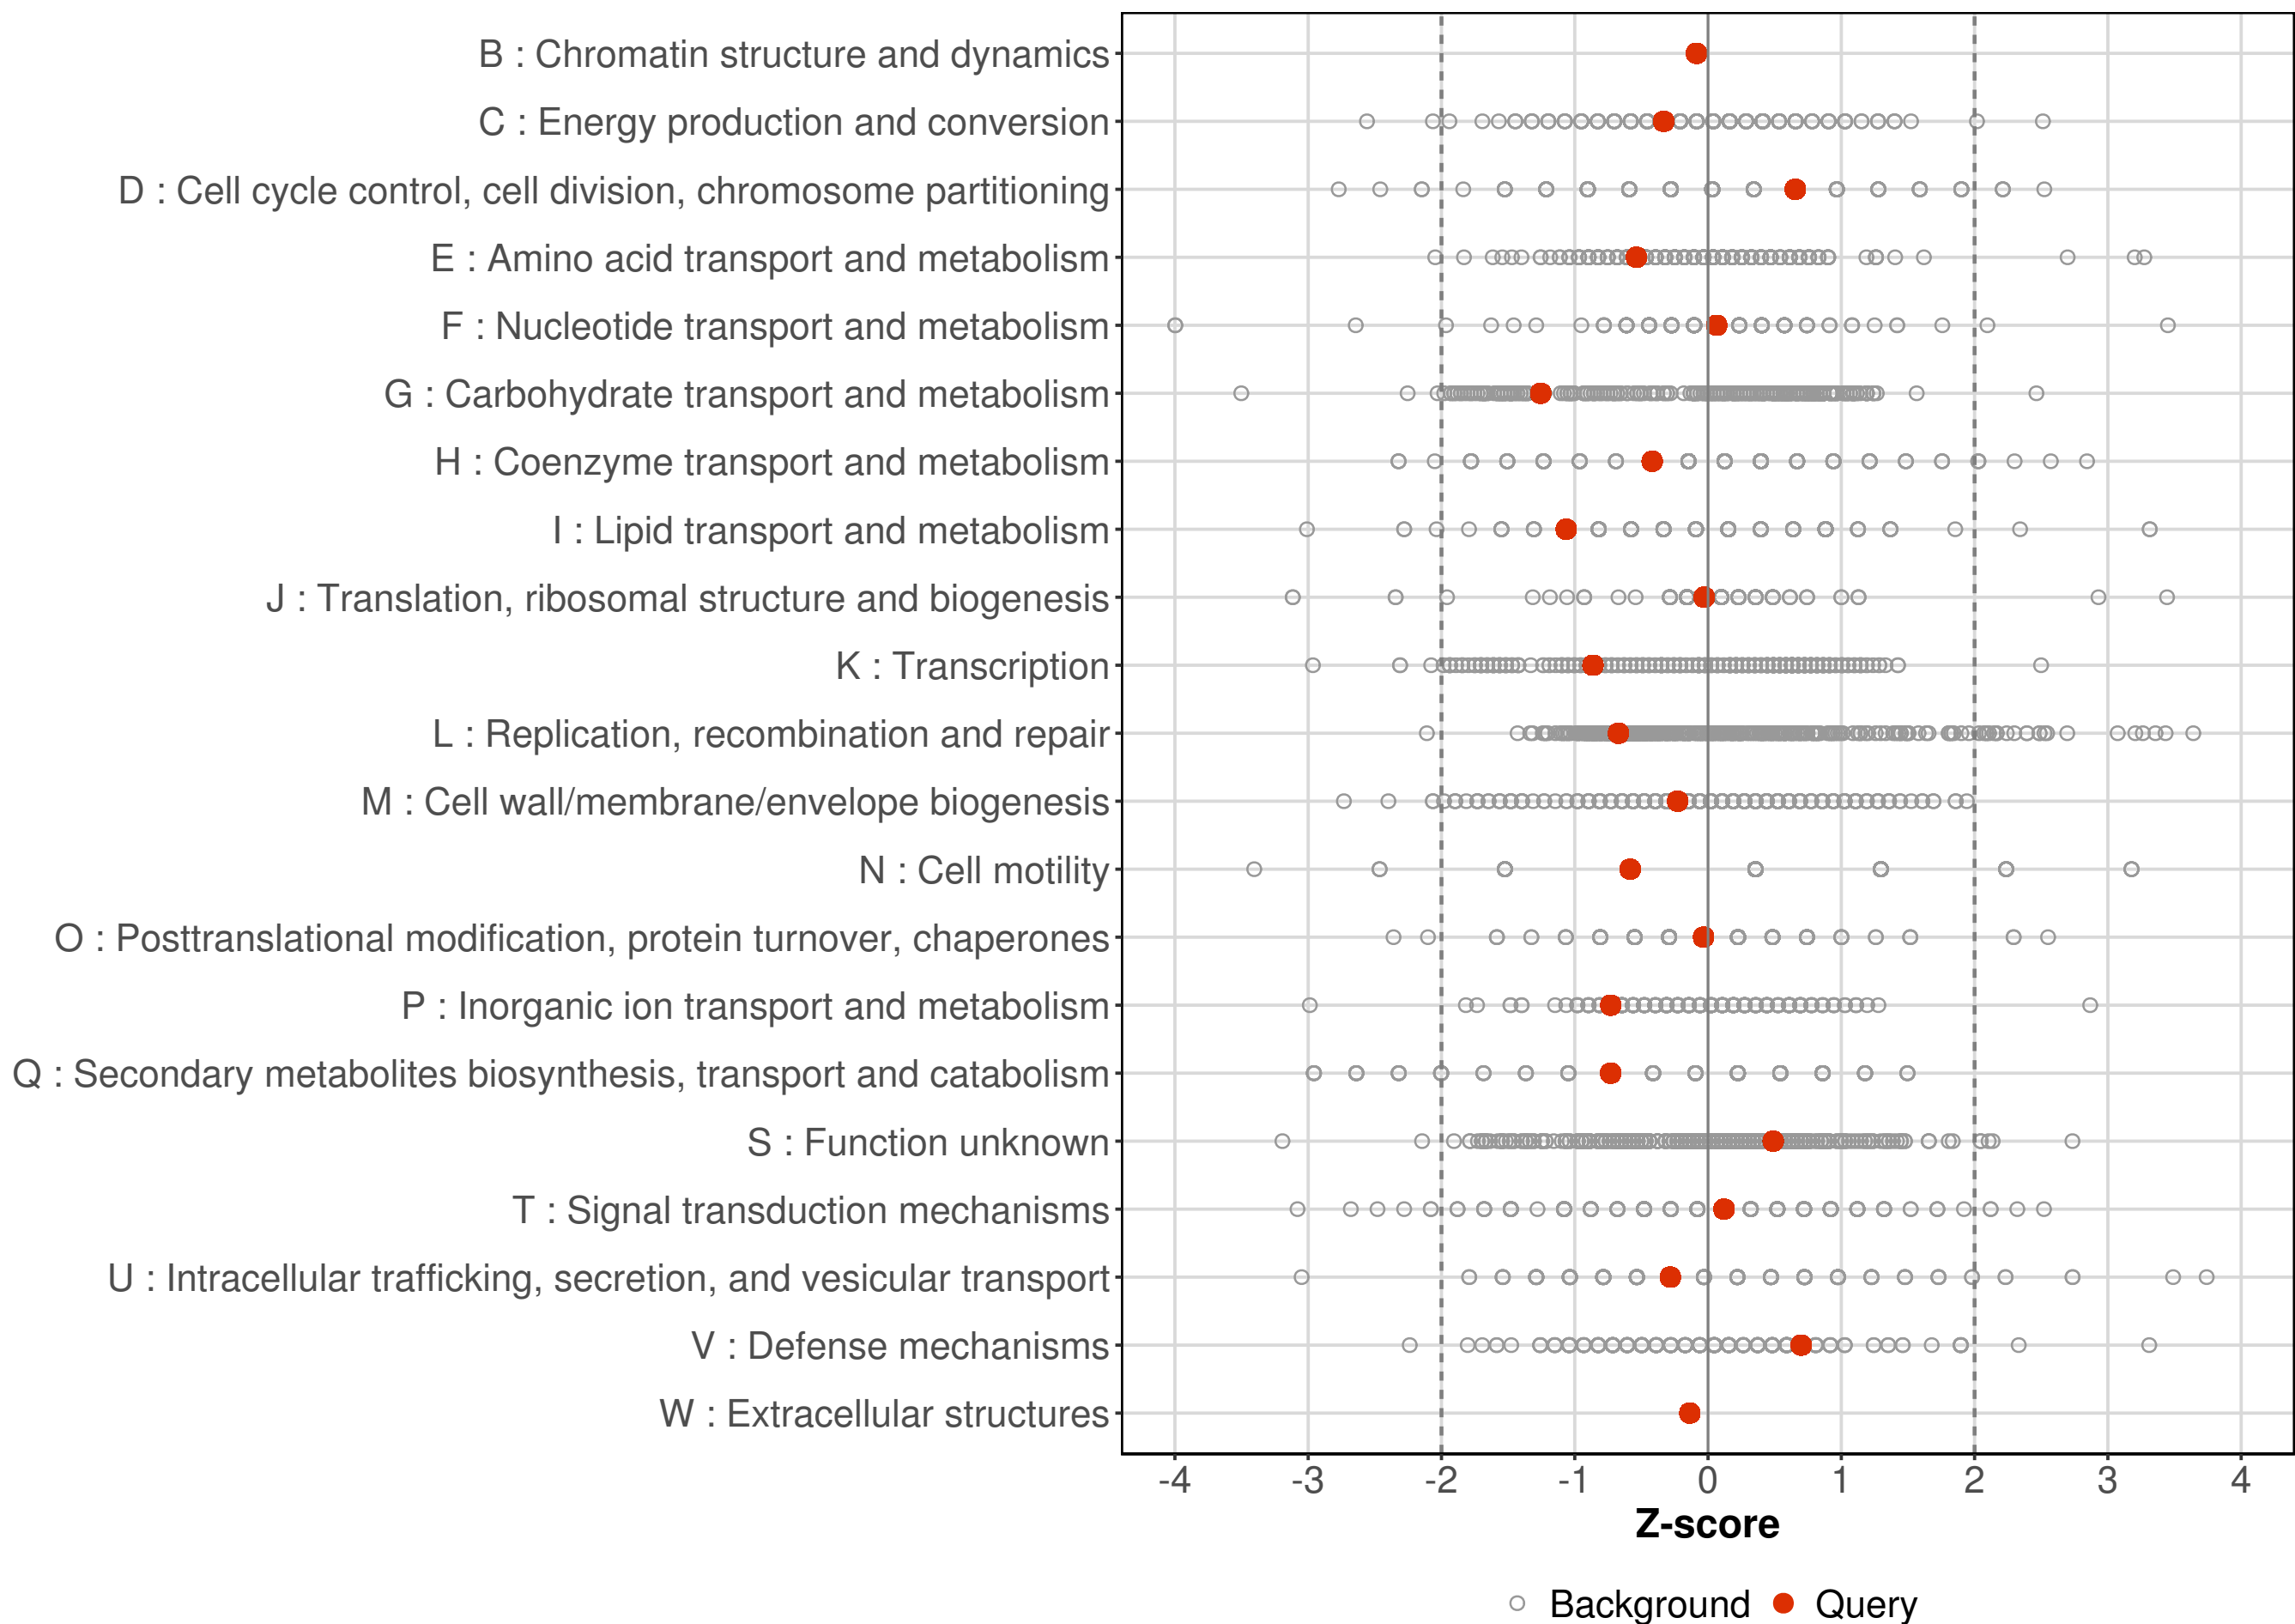 B : Chromatin structure and dynamics
C : Energy production and conversion
D : Cell cycle control, cell division, chromosome partitioning
E : Amino acid transport and metabolism
F : Nucleotide transport and metabolism
G : Carbohydrate transport and metabolism
H : Coenzyme transport and metabolism
I : Lipid transport and metabolism
J : Translation, ribosomal structure and biogenesis
K : Transcription
L : Replication, recombination and repair
M : Cell wall/membrane/envelope biogenesis
N : Cell motility
O : Posttranslational modification, protein turnover, chaperones
P : Inorganic ion transport and metabolism
Q : Secondary metabolites biosynthesis, transport and catabolism
S : Function unknown
T : Signal transduction mechanisms
U : Intracellular trafficking, secretion, and vesicular transport
V : Defense mechanisms
W : Extracellular structures
-4 -3 -2 -1 0 1 2 3 4
Z-score
Background Query